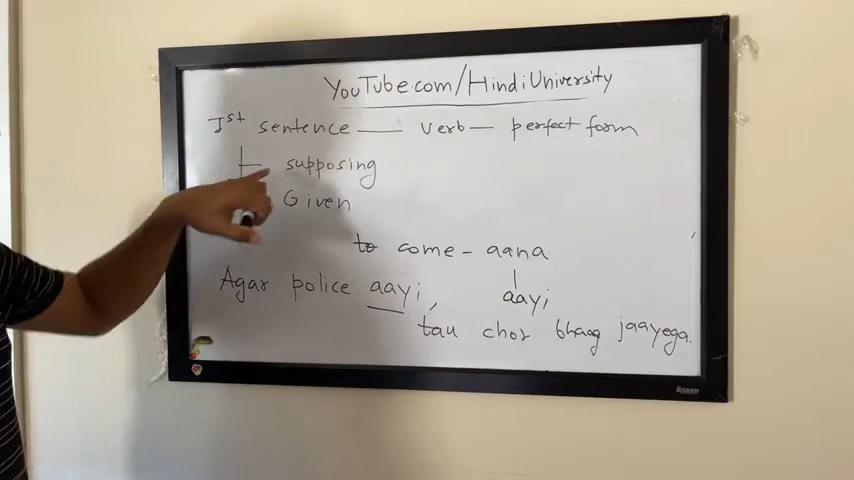 YouTube.com/HindiUniversity
Ist sentence — verb — perfect form
supposing
Given
to come - aana
aayi
Agar police aayi,
tau chor bhaag jaayega.